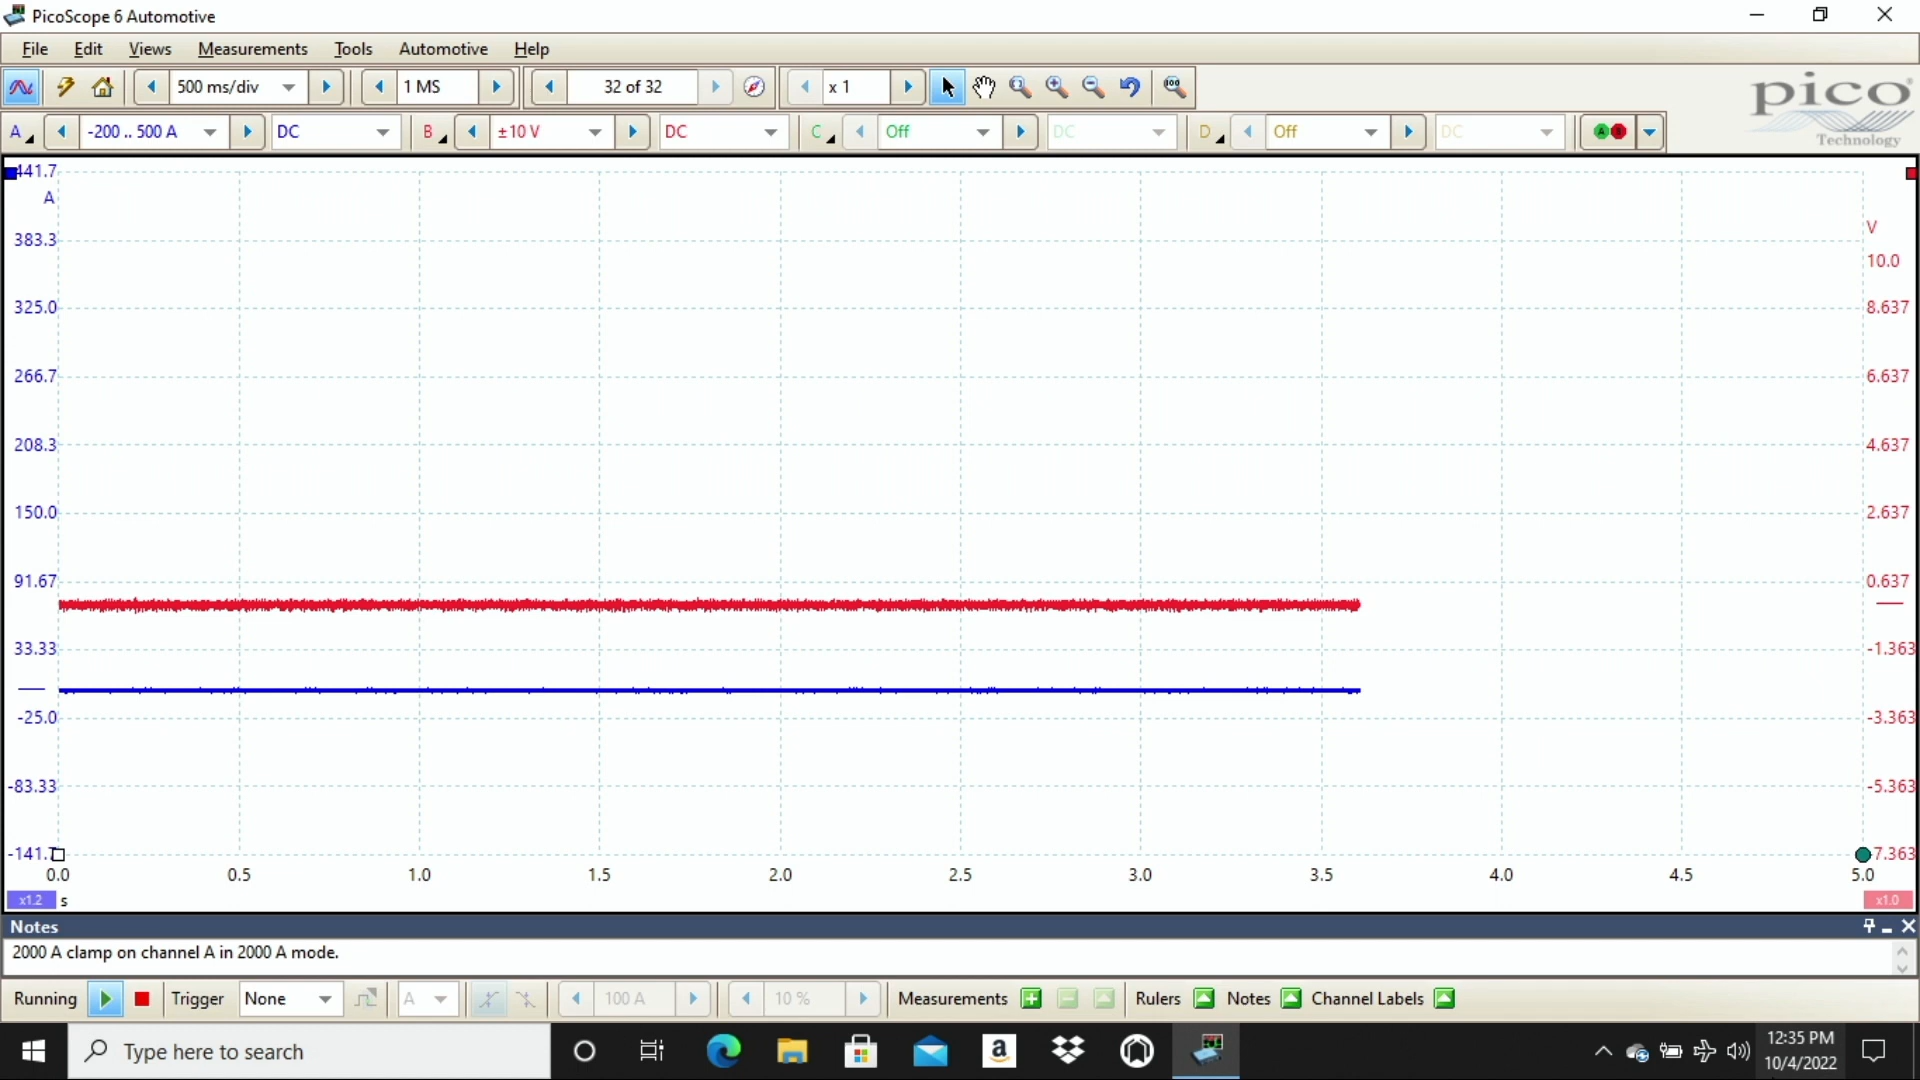 PicoScope 6 Automotive
File Edit Views Measurements Tools Automotive Help
500 ms/div 1 MS 32 of 32 x 1
pico
Technology
A -200 .. 500 A DC B ±10 V DC C Off DC D Off DC
441.7
A
383.3
325.0
266.7
208.3
150.0
91.67
33.33
-25.0
-83.33
-141.7
V
10.0
8.637
6.637
4.637
2.637
0.637
-1.363
-3.363
-5.363
-7.363
0.0 0.5 1.0 1.5 2.0 2.5 3.0 3.5 4.0 4.5 5.0
x1.2 s x1.0
Notes
2000 A clamp on channel A in 2000 A mode.
Running Trigger None A 100 A 10 % Measurements Rulers Notes Channel Labels
Type here to search
12:35 PM
10/4/2022